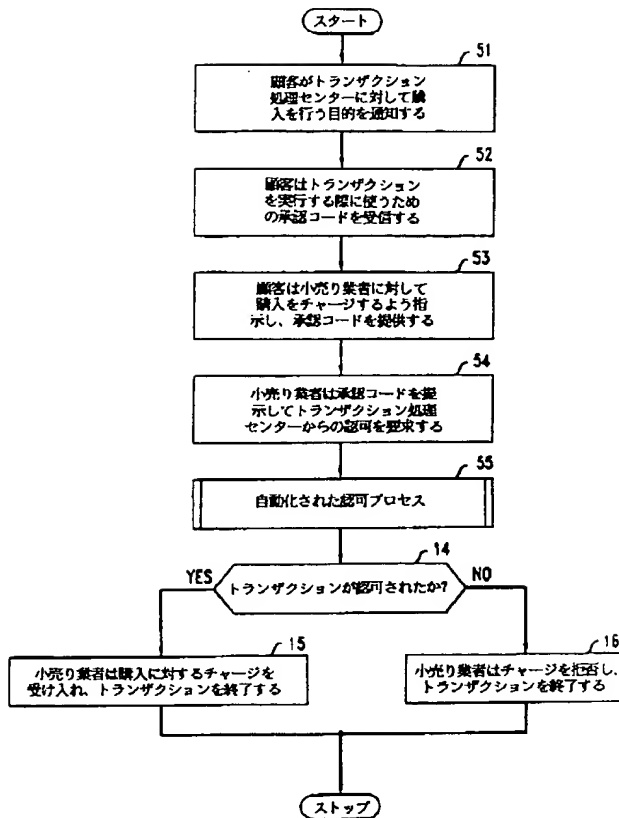 スタート
51
顧客がトランザクション
処理センターに対して購
入を行う目的を通知する
52
顧客はトランザクション
を実行する際に使うため
の承認コードを受信する
53
顧客は小売り業者に対して
購入をチャージするよう指
示し、承認コードを提供する
54
小売り業者は承認コードを提
示してトランザクション処理
センターからの認可を要求する
55
自動化された認可プロセス
14
YES
トランザクションが認可されたか?
NO
15
小売り業者は購入に対するチャージを
受け入れ、トランザクションを終了する
16
小売り業者はチャージを拒否し、
トランザクションを終了する
ストップ